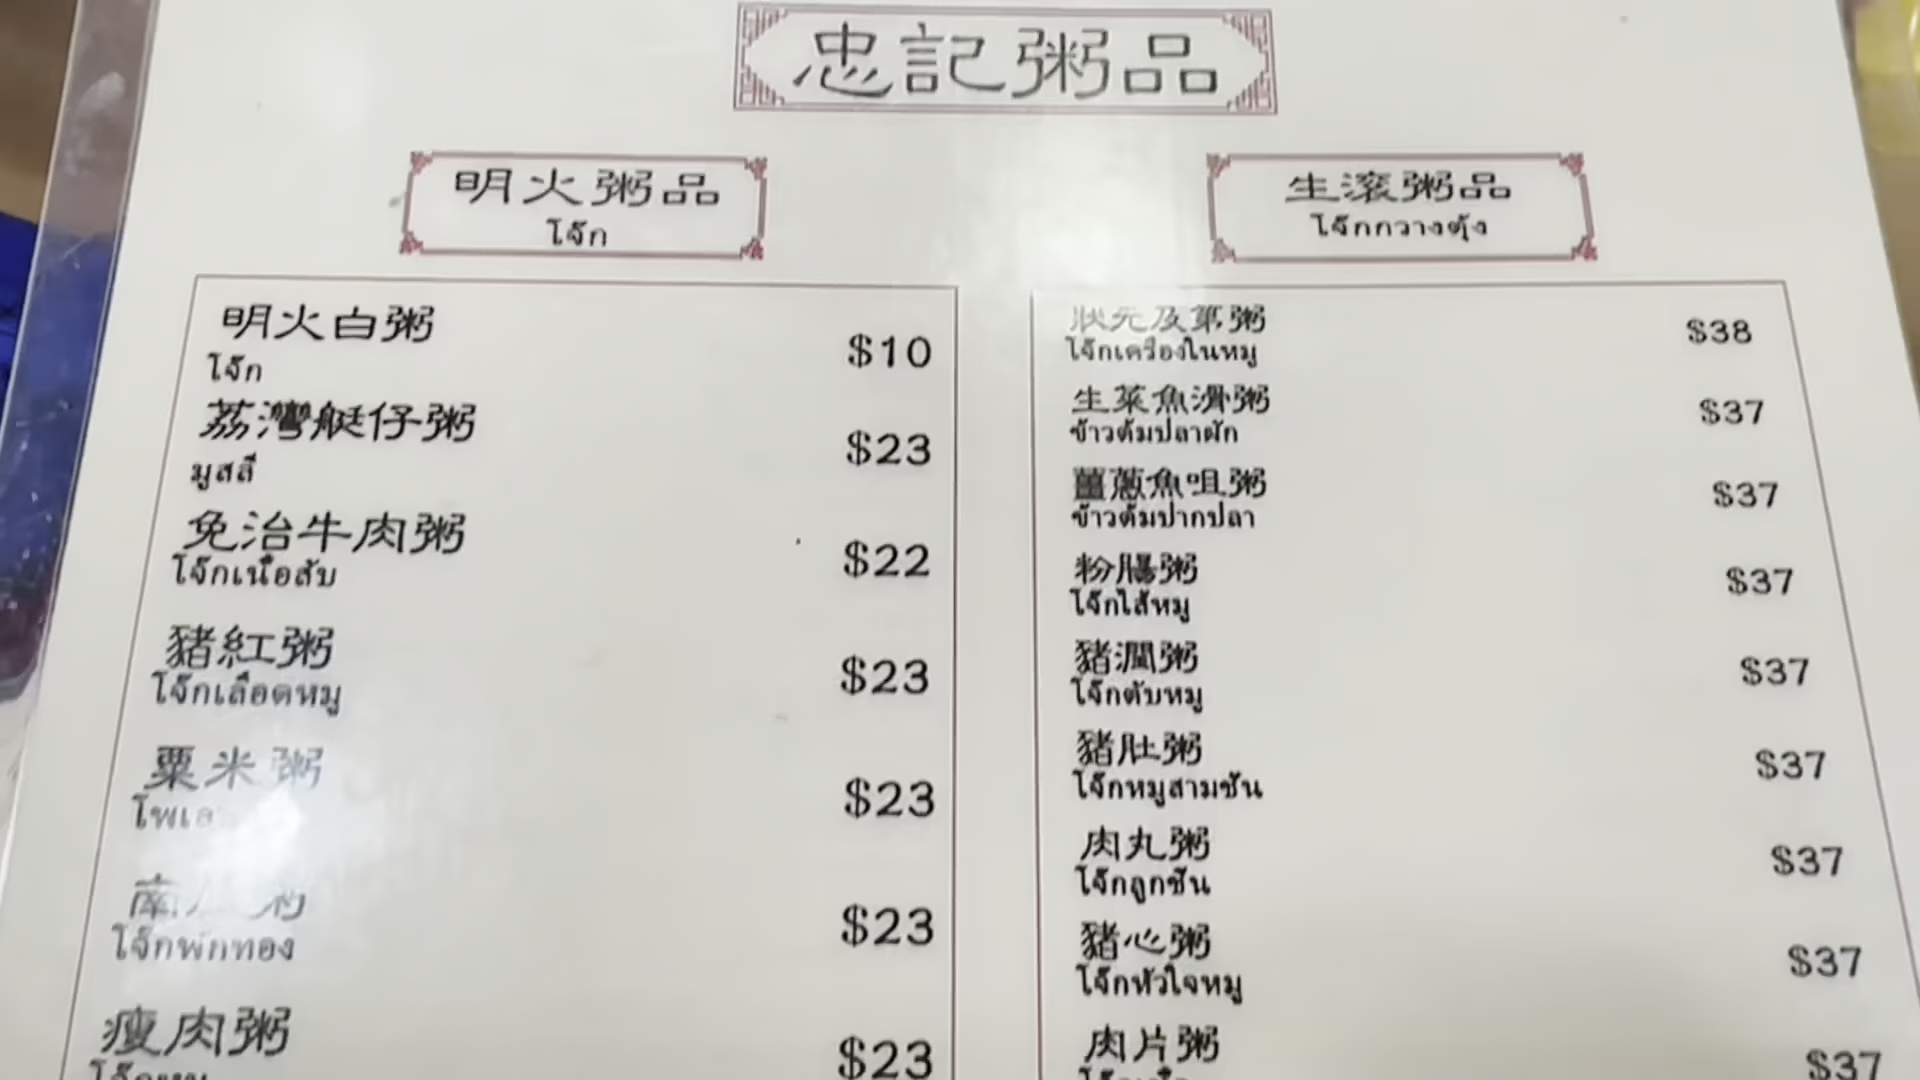 忠記粥品
明火粥品
โจ๊ก
明火白粥 $10
โจ๊ก
荔灣艇仔粥 $23
มูสลี่
免治牛肉粥 $22
โจ๊กเนื้อสับ
豬紅粥 $23
โจ๊กเลือดหมู
粟米粥 $23
南 粥 $23
โจ๊กฟักทอง
瘦肉粥 $23
生滚粥品
โจ๊กกวางตุ้ง
狀元及第粥 $38
โจ๊กเครื่องในหมู
生菜魚滑粥 $37
ข้าวต้มปลาผัก
薑蔥魚咀粥 $37
ข้าวต้มปากปลา
粉腸粥 $37
โจ๊กไส้หมู
豬潤粥 $37
โจ๊กตับหมู
豬肚粥 $37
โจ๊กหมูสามชั้น
肉丸粥 $37
โจ๊กลูกชิ้น
豬心粥 $37
โจ๊กหัวใจหมู
肉片粥 $37